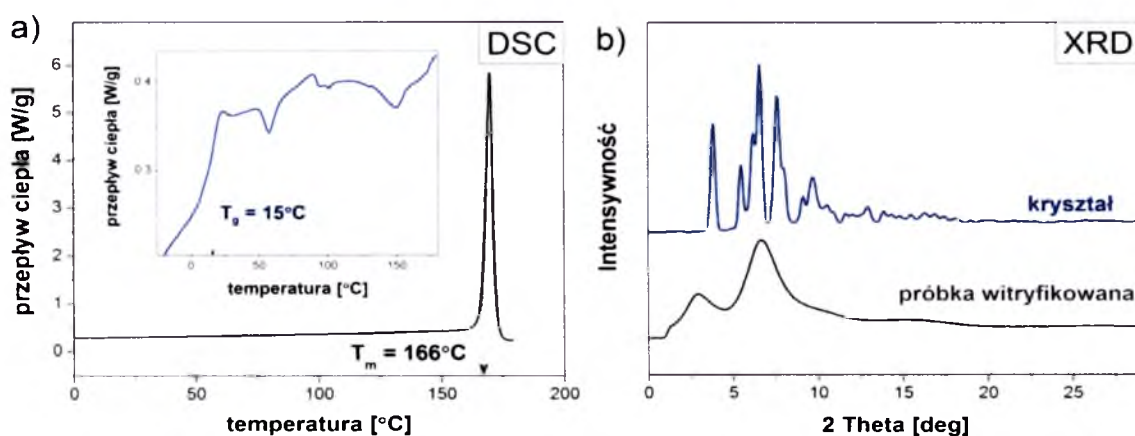 a)
DSC
przepływ ciepła [W/g]
6
5
4
3
2
1
0
przepływ ciepła [W/g]
0 4
0 3
T_g = 15°C
0
50
100
150
temperatura [°C]
T_m = 166°C
0
50
100
150
200
temperatura [°C]
b)
XRD
Intensywność
kryształ
próbka witryfikowana
0
5
10
15
20
25
2 Theta [deg]